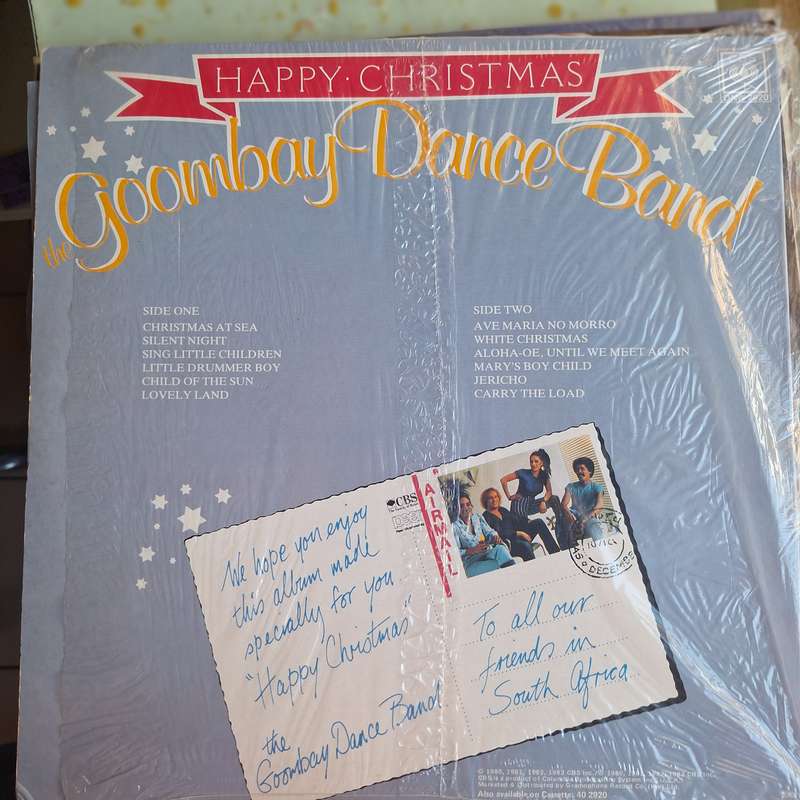 HAPPY · CHRISTMAS
the Goombay Dance Band
SIDE ONE
CHRISTMAS AT SEA
SILENT NIGHT
SING LITTLE CHILDREN
LITTLE DRUMMER BOY
CHILD OF THE SUN
LOVELY LAND
SIDE TWO
AVE MARIA NO MORRO
WHITE CHRISTMAS
ALOHA-OE, UNTIL WE MEET AGAIN
MARY'S BOY CHILD
JERICHO
CARRY THE LOAD
CBS
We hope you enjoy
this album made
specially for you
"Happy Christmas"
the
Goombay Dance Band
AIRMAIL
DECEMBE
To all our
friends in
South Africa
Also available on Cassette, 40 2020